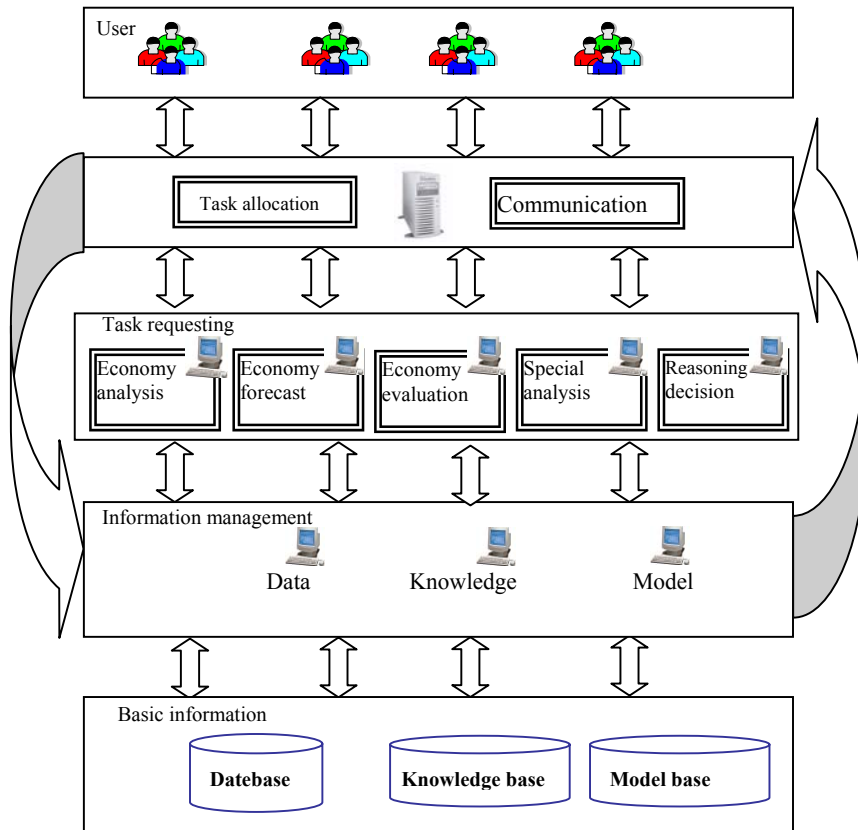 User
Task allocation
Communication
Task requesting
Economy
analysis
Economy
forecast
Economy
evaluation
Special
analysis
Reasoning
decision
Information management
Data
Knowledge
Model
Basic information
Datebase
Knowledge base
Model base